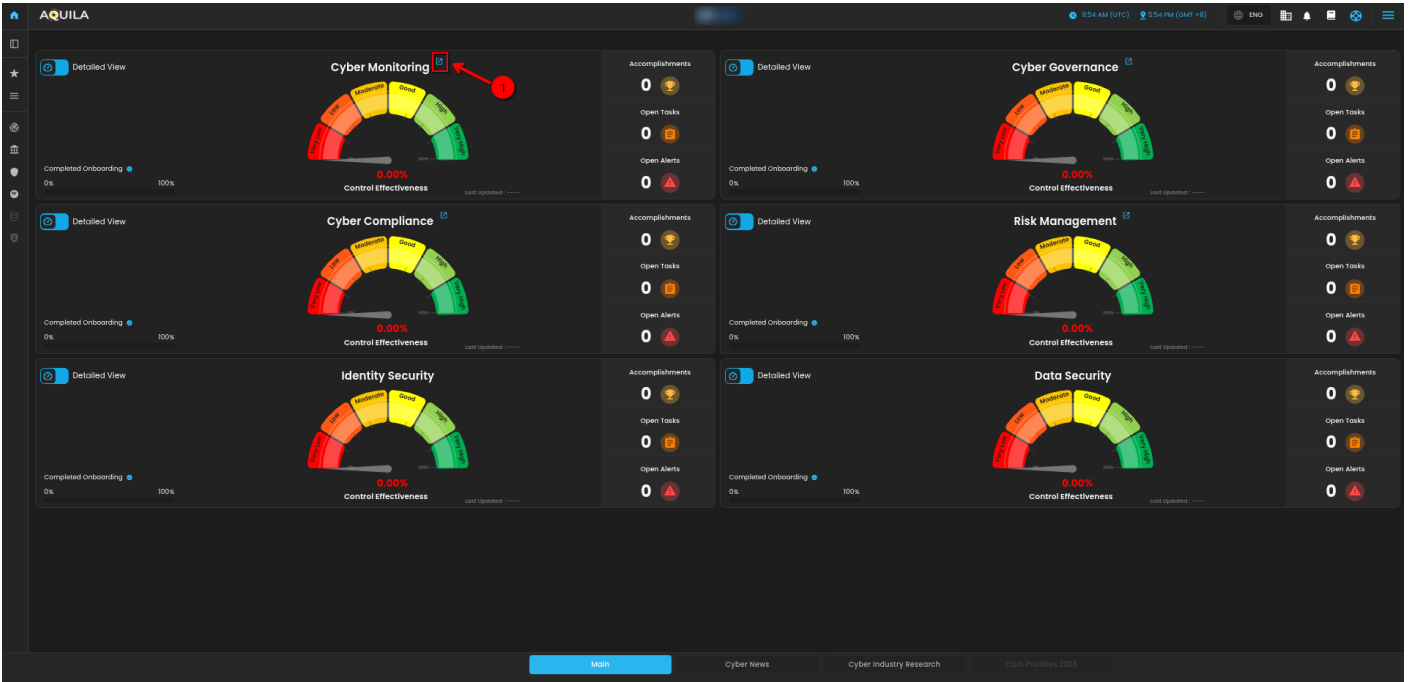 AQUILA
9:54 AM (UTC) 5:54 PM (GMT +8) ENG
Detailed View
Cyber Monitoring
1
Very Low Low Moderate Good High Very High
Completed Onboarding
0% 100%
0.00%
Control Effectiveness
Last Updated : ----
Accomplishments
0
Open Tasks
0
Open Alerts
0
Detailed View
Cyber Governance
Very Low Low Moderate Good High Very High
Completed Onboarding
0% 100%
0.00%
Control Effectiveness
Last Updated : ----
Accomplishments
0
Open Tasks
0
Open Alerts
0
Detailed View
Cyber Compliance
Very Low Low Moderate Good High Very High
Completed Onboarding
0% 100%
0.00%
Control Effectiveness
Last Updated : ----
Accomplishments
0
Open Tasks
0
Open Alerts
0
Detailed View
Risk Management
Very Low Low Moderate Good High Very High
Completed Onboarding
0% 100%
0.00%
Control Effectiveness
Last Updated : ----
Accomplishments
0
Open Tasks
0
Open Alerts
0
Detailed View
Identity Security
Very Low Low Moderate Good High Very High
Completed Onboarding
0% 100%
0.00%
Control Effectiveness
Last Updated : ----
Accomplishments
0
Open Tasks
0
Open Alerts
0
Detailed View
Data Security
Very Low Low Moderate Good High Very High
Completed Onboarding
0% 100%
0.00%
Control Effectiveness
Last Updated : ----
Accomplishments
0
Open Tasks
0
Open Alerts
0
Main Cyber News Cyber Industry Research CISO Priorities 2025